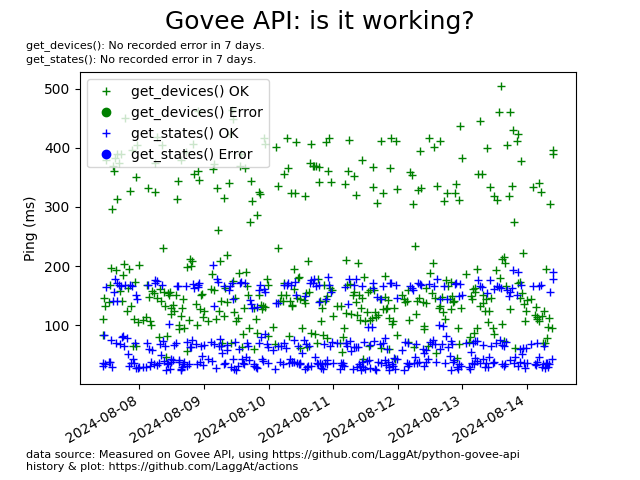 Govee API: is it working?
get_devices(): No recorded error in 7 days.
get_states(): No recorded error in 7 days.
500
400
300
200
100
Ping (ms)
get_devices() OK
get_devices() Error
get_states() OK
get_states() Error
2024-08-08
2024-08-09
2024-08-10
2024-08-11
2024-08-12
2024-08-13
2024-08-14
data source: Measured on Govee API, using https://github.com/LaggAt/python-govee-api
history & plot: https://github.com/LaggAt/actions